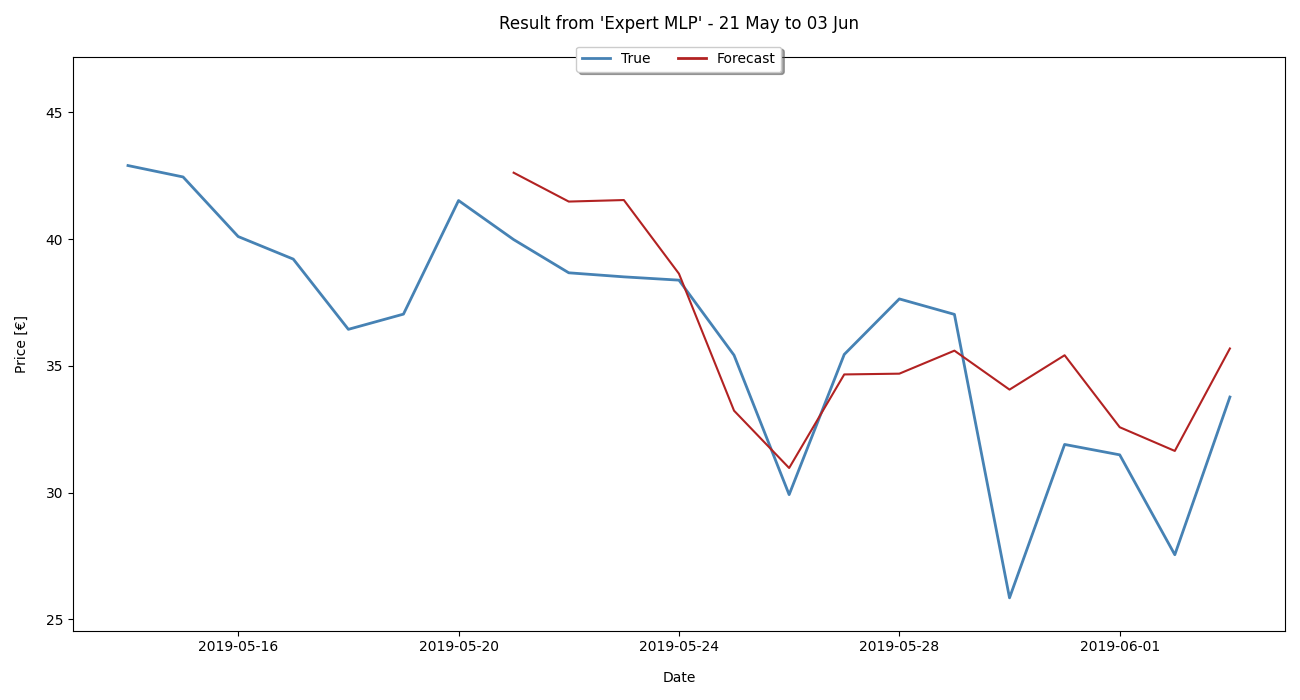 Result from 'Expert MLP' - 21 May to 03 Jun
True Forecast
45
40
35
30
25
Price [€]
2019-05-16 2019-05-20 2019-05-24 2019-05-28 2019-06-01
Date